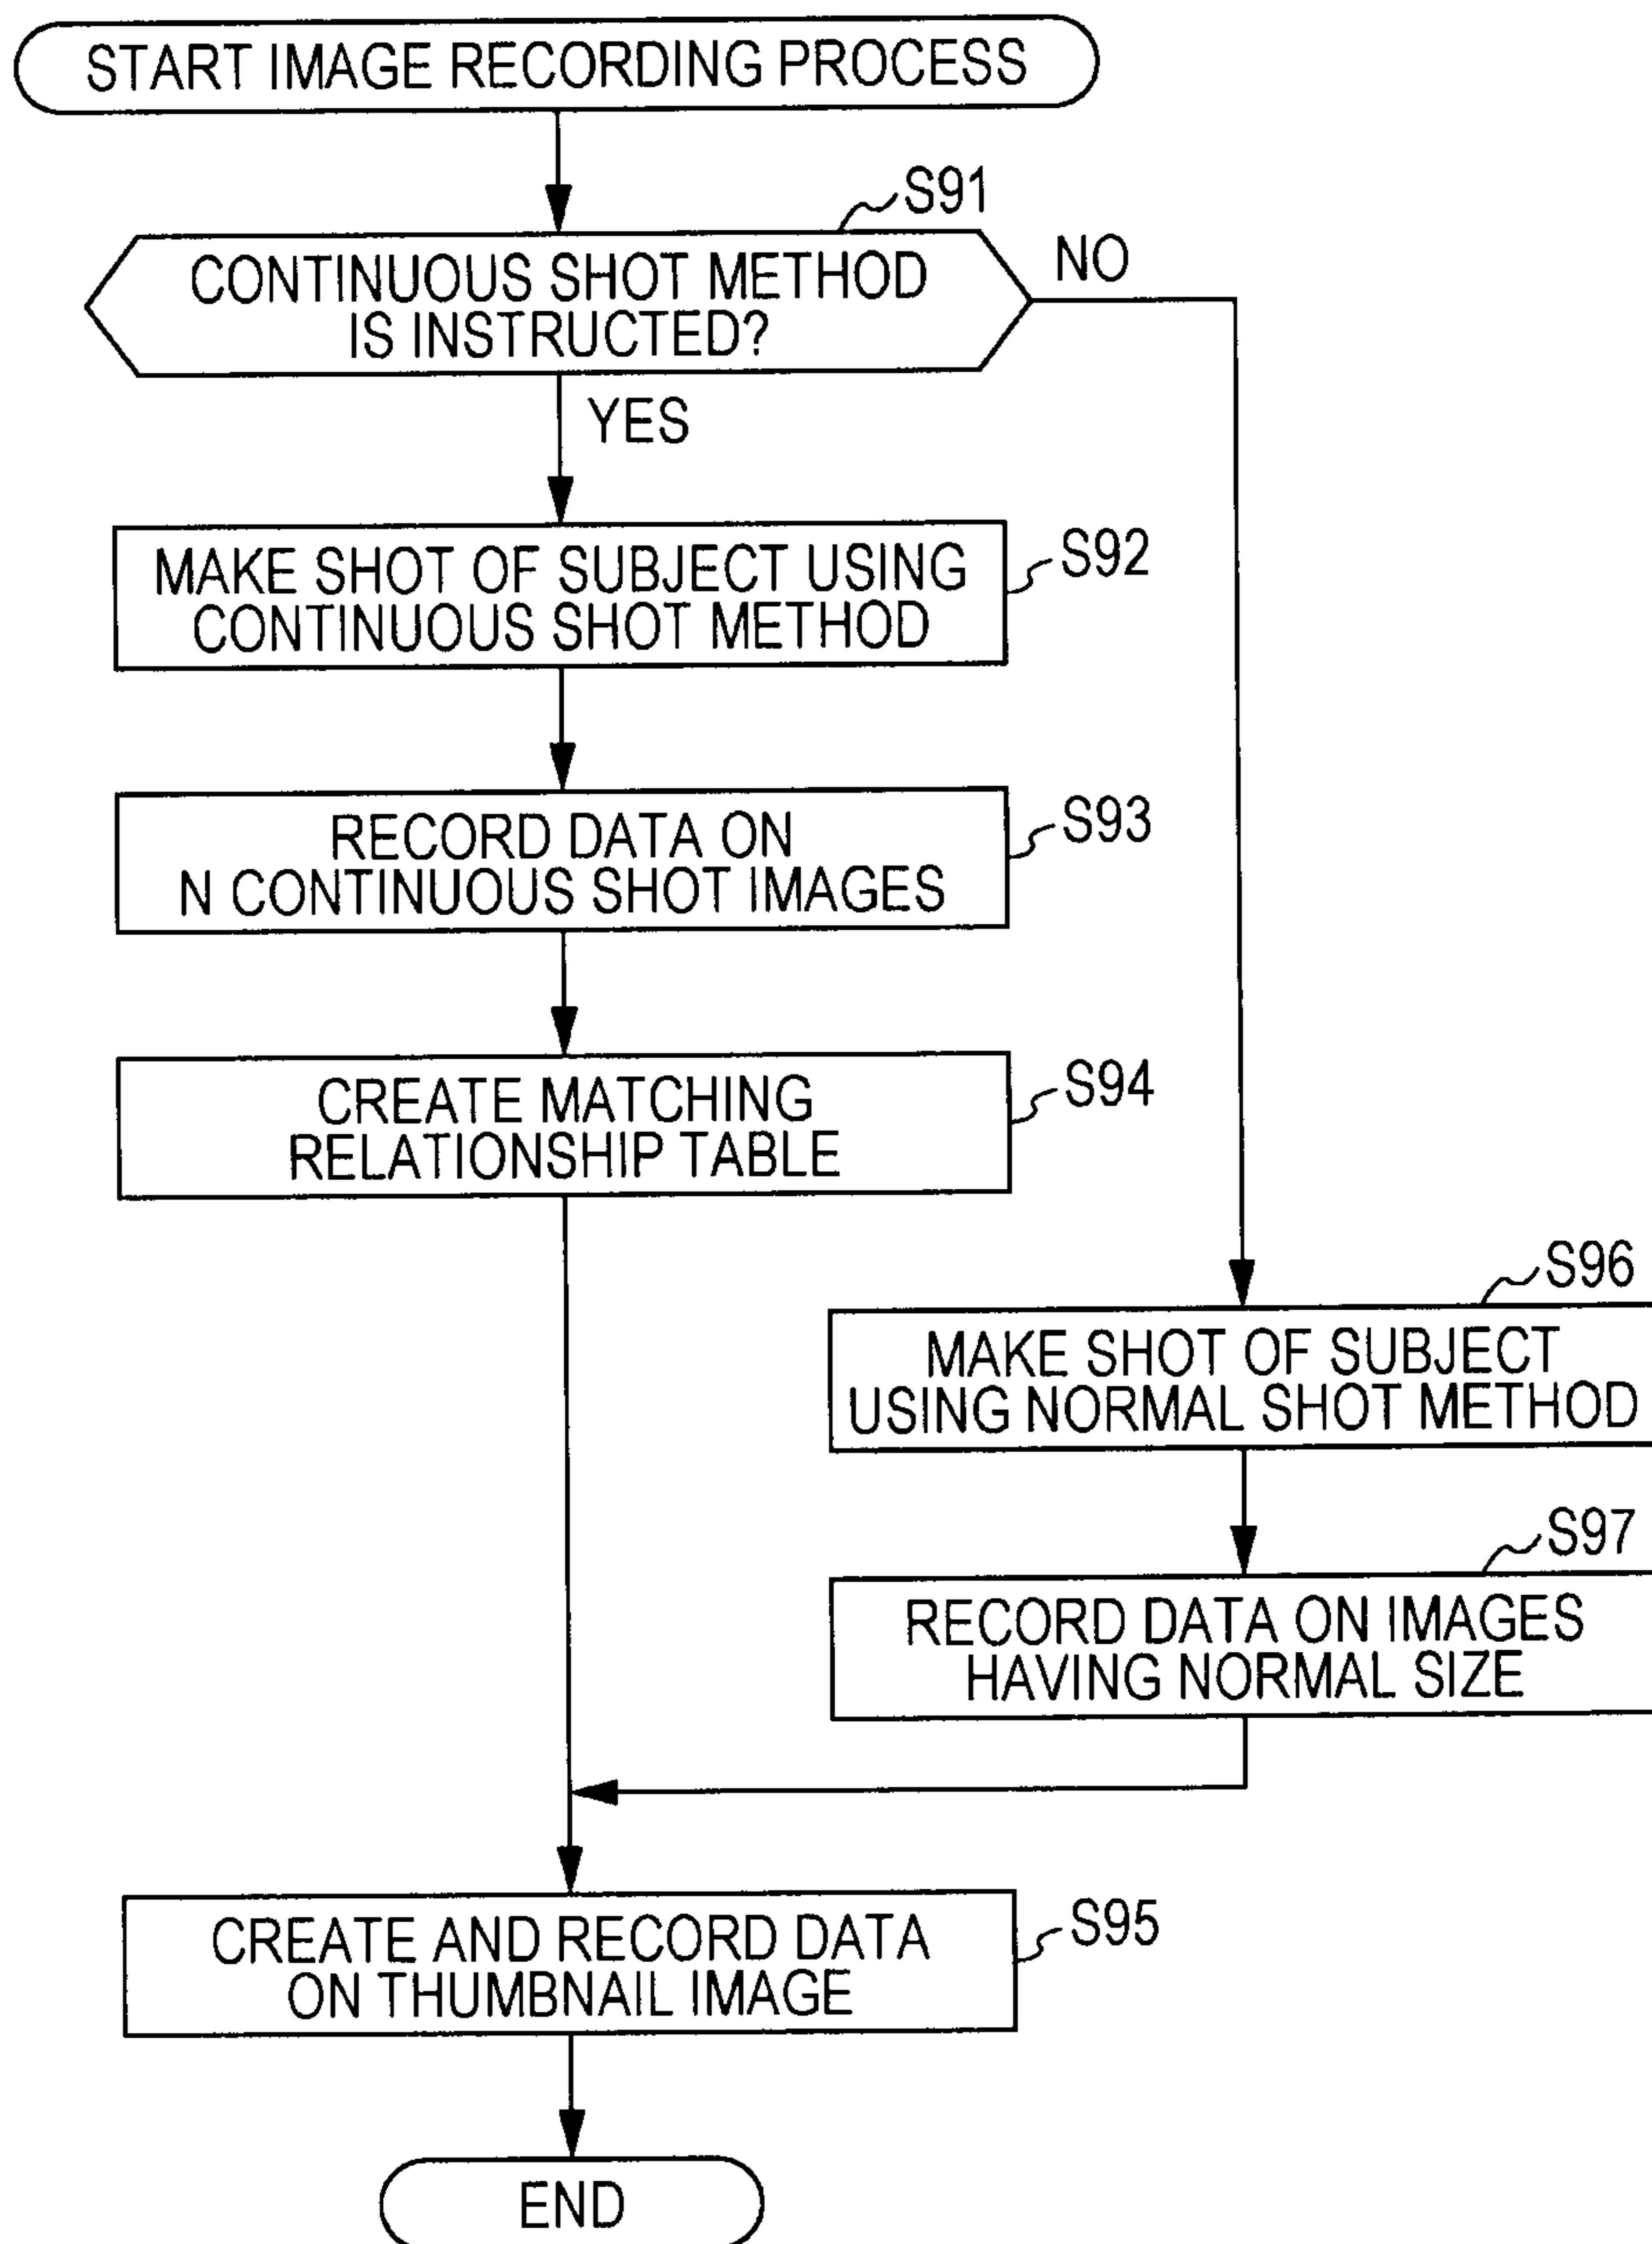 START IMAGE RECORDING PROCESS
S91
CONTINUOUS SHOT METHOD
IS INSTRUCTED?
NO
YES
S92
MAKE SHOT OF SUBJECT USING
CONTINUOUS SHOT METHOD
S93
RECORD DATA ON
N CONTINUOUS SHOT IMAGES
S94
CREATE MATCHING
RELATIONSHIP TABLE
S96
MAKE SHOT OF SUBJECT
USING NORMAL SHOT METHOD
S97
RECORD DATA ON IMAGES
HAVING NORMAL SIZE
S95
CREATE AND RECORD DATA
ON THUMBNAIL IMAGE
END